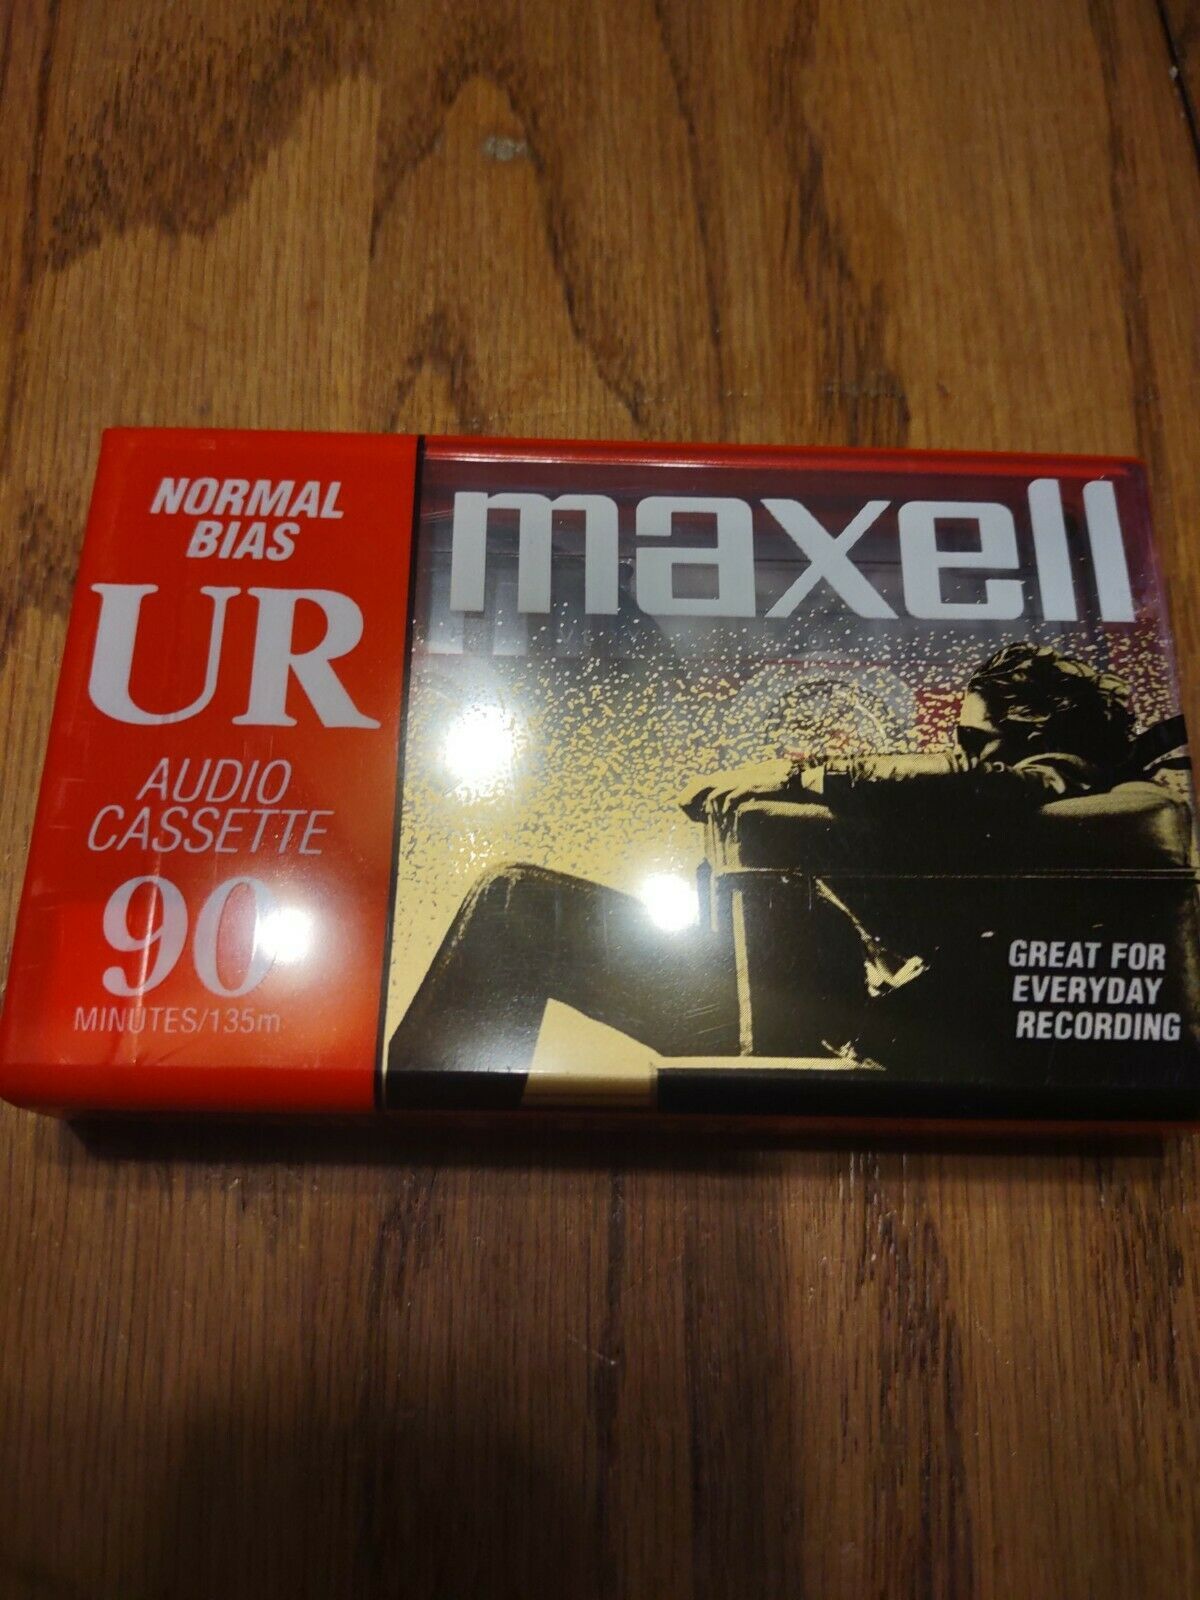 NORMAL
BIAS
UR
AUDIO
CASSETTE
90
MINUTES/135m
maxell
GREAT FOR
EVERYDAY
RECORDING